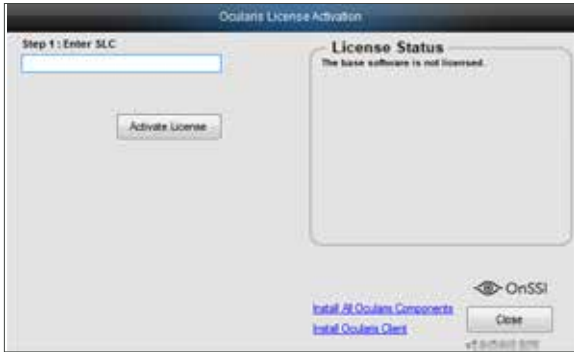 Ocularis License Activation
Step 1 : Enter SLC
License Status
The base software is not licensed.
Activate License
OnSSI
Install All Ocularis Components
Install Ocularis Client
Close